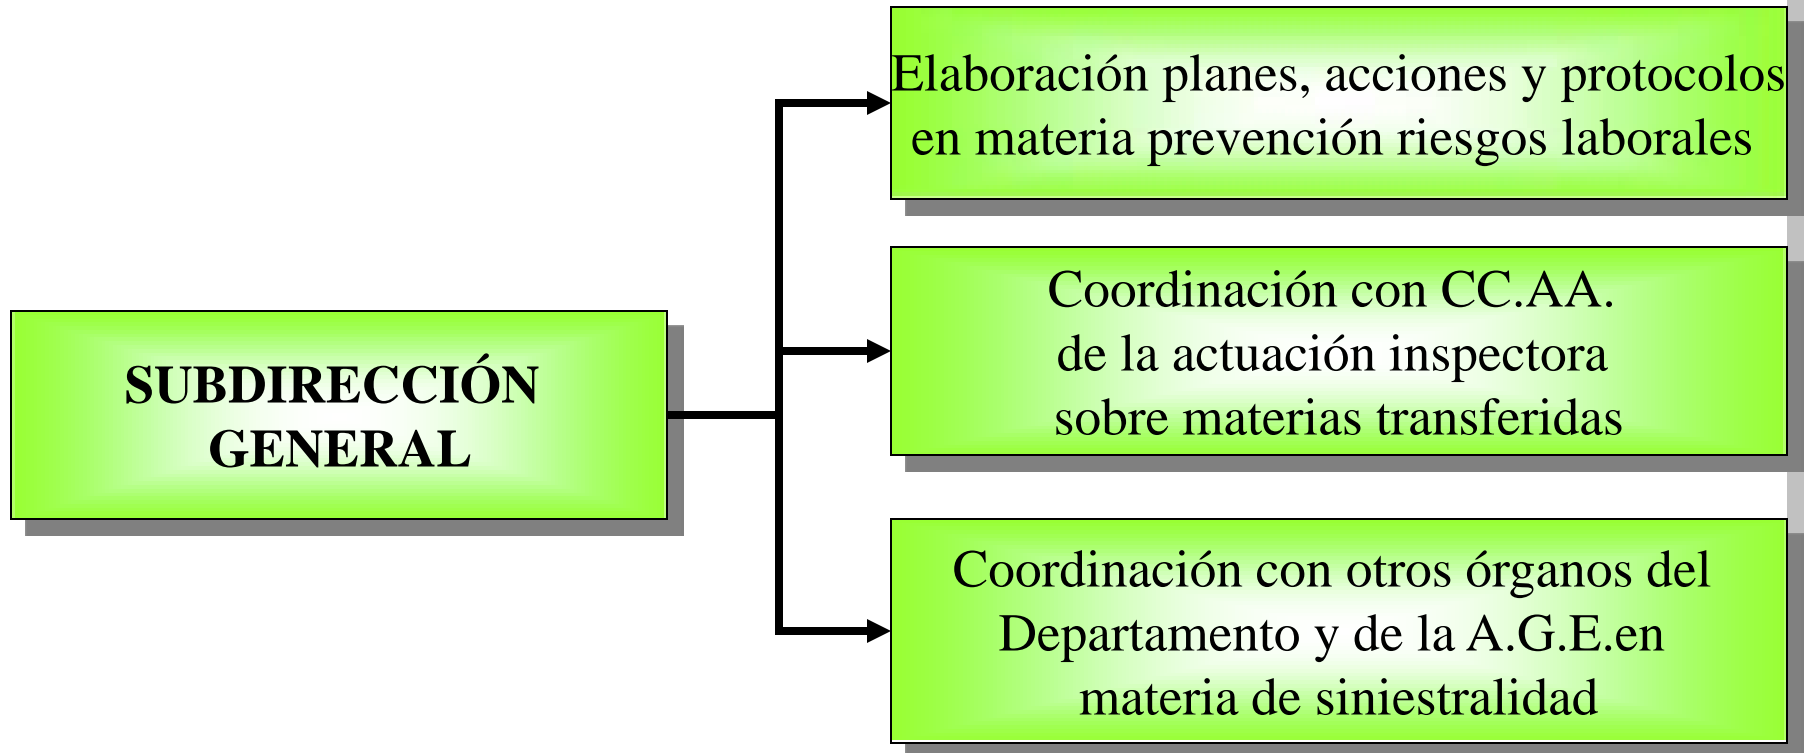 SUBDIRECCIÓN
GENERAL
Elaboración planes, acciones y protocolos
en materia prevención riesgos laborales
Coordinación con CC.AA.
de la actuación inspectora
sobre materias transferidas
Coordinación con otros órganos del
Departamento y de la A.G.E.en
materia de siniestralidad